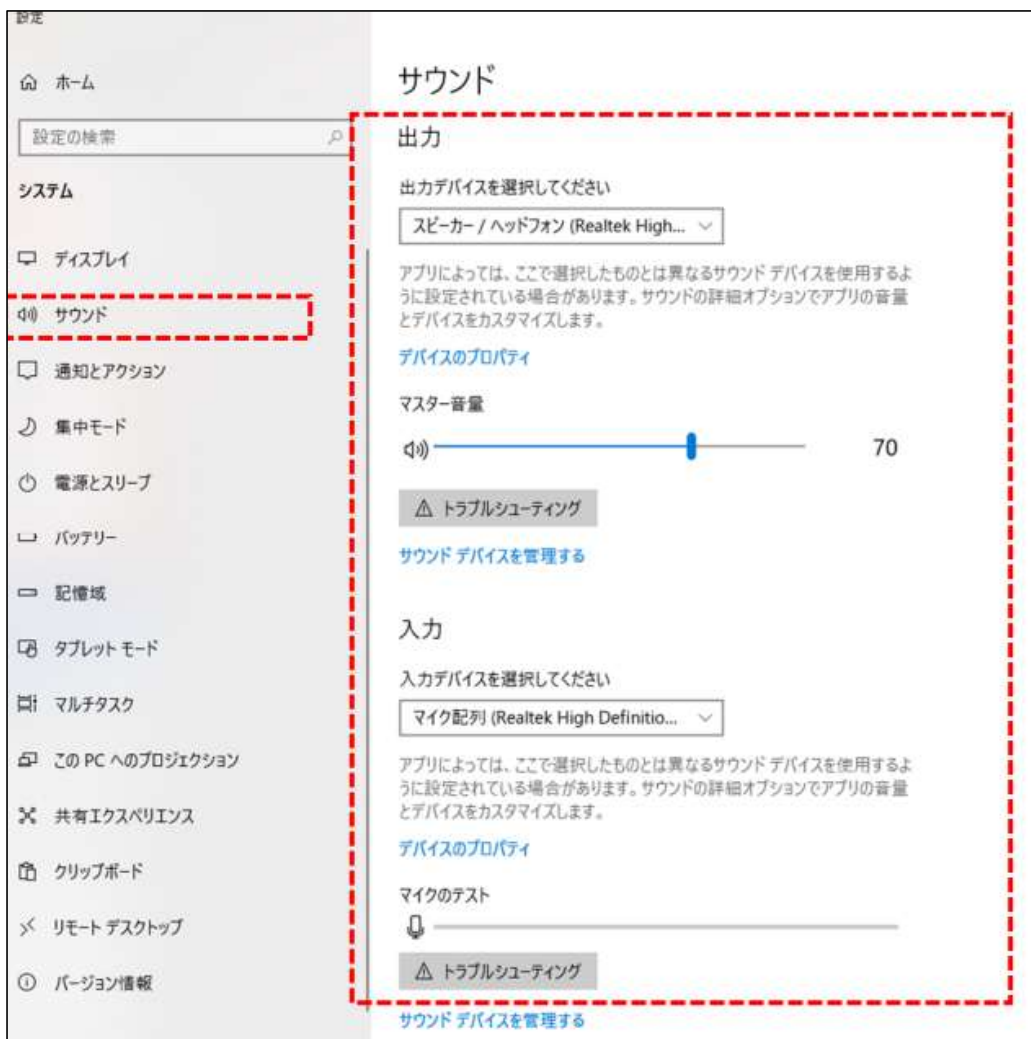 設定
ホーム
設定の検索
システム
ディスプレイ
サウンド
通知とアクション
集中モード
電源とスリープ
バッテリー
記憶域
タブレット モード
マルチタスク
この PC へのプロジェクション
共有エクスペリエンス
クリップボード
リモート デスクトップ
バージョン情報
サウンド
出力
出力デバイスを選択してください
スピーカー / ヘッドフォン (Realtek High...
アプリによっては、ここで選択したものとは異なるサウンド デバイスを使用するよ
うに設定されている場合があります。サウンドの詳細オプションでアプリの音量
とデバイスをカスタマイズします。
デバイスのプロパティ
マスター音量
70
トラブルシューティング
サウンド デバイスを管理する
入力
入力デバイスを選択してください
マイク配列 (Realtek High Definitio...
アプリによっては、ここで選択したものとは異なるサウンド デバイスを使用するよ
うに設定されている場合があります。サウンドの詳細オプションでアプリの音量
とデバイスをカスタマイズします。
デバイスのプロパティ
マイクのテスト
トラブルシューティング
サウンド デバイスを管理する